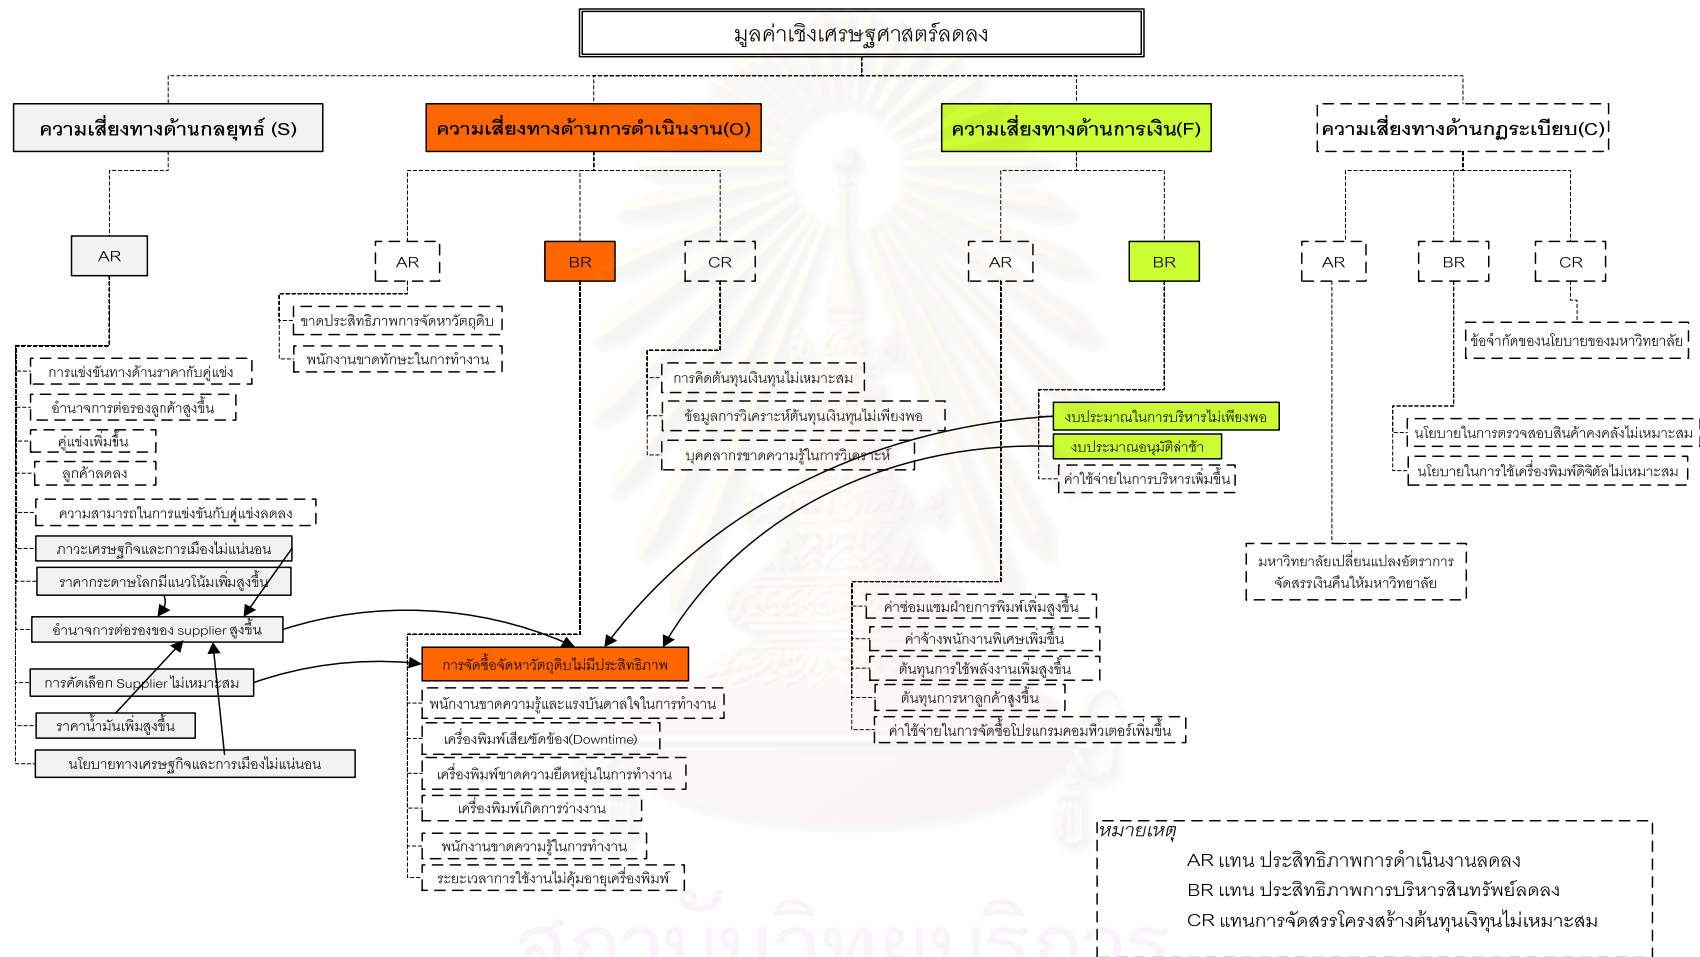 มูลค่าเชิงเศรษฐศาสตร์ลดลง
ความเสี่ยงทางด้านกลยุทธ์ (S)
ความเสี่ยงทางด้านการดำเนินงาน(O)
ความเสี่ยงทางด้านการเงิน(F)
ความเสี่ยงทางด้านกฏระเบียบ(C)
AR
AR
BR
CR
AR
BR
AR
BR
CR
การแข่งขันทางด้านราคากับคู่แข่ง
อำนาจการต่อรองลูกค้าสูงขึ้น
คู่แข่งเพิ่มขึ้น
ลูกค้าลดลง
ความสามารถในการแข่งขันกับคู่แข่งลดลง
ภาวะเศรษฐกิจและการเมืองไม่แน่นอน
ราคากระดาษโลกมีแนวโน้มเพิ่มสูงขึ้น
อำนาจการต่อรองของ supplier สูงขึ้น
การคัดเลือก Supplier ไม่เหมาะสม
ราคาน้ำมันเพิ่มสูงขึ้น
นโยบายทางเศรษฐกิจและการเมืองไม่แน่นอน
ขาดประสิทธิภาพการจัดหาวัตถุดิบ
พนักงานขาดทักษะในการทำงาน
การจัดซื้อจัดหาวัตถุดิบไม่มีประสิทธิภาพ
พนักงานขาดความรู้และแรงบันดาลใจในการทำงาน
เครื่องพิมพ์เสีย/ขัดข้อง(Downtime)
เครื่องพิมพ์ขาดความยืดหยุ่นในการทำงาน
เครื่องพิมพ์เกิดการว่างงาน
พนักงานขาดความรู้ในการทำงาน
ระยะเวลาการใช้งานไม่คุ้มอายุเครื่องพิมพ์
การคิดต้นทุนเงินทุนไม่เหมาะสม
ข้อมูลการวิเคราะห์ต้นทุนเงินทุนไม่เพียงพอ
บุคคลากรขาดความรู้ในการวิเคราะห์
ค่าซ่อมแซมฝ่ายการพิมพ์เพิ่มสูงขึ้น
ค่าจ้างพนักงานพิเศษเพิ่มขึ้น
ต้นทุนการใช้พลังงานเพิ่มสูงขึ้น
ต้นทุนการหาลูกค้าสูงขึ้น
ค่าใช้จ่ายในการจัดซื้อโปรแกรมคอมพิวเตอร์เพิ่มขึ้น
งบประมาณในการบริหารไม่เพียงพอ
งบประมาณอนุมัติล่าช้า
ค่าใช้จ่ายในการบริหารเพิ่มขึ้น
มหาวิทยาลัยเปลี่ยนแปลงอัตราการ
จัดสรรเงินคืนให้มหาวิทยาลัย
นโยบายในการตรวจสอบสินค้าคงคลังไม่เหมาะสม
นโยบายในการใช้เครื่องพิมพ์ดิจิตัลไม่เหมาะสม
ข้อจำกัดของนโยบายของมหาวิทยาลัย
หมายเหตุ
AR แทน ประสิทธิภาพการดำเนินงานลดลง
BR แทน ประสิทธิภาพการบริหารสินทรัพย์ลดลง
CR แทนการจัดสรรโครงสร้างต้นทุนเงิทุนไม่เหมาะสม
สถาบันวิทยบริการ